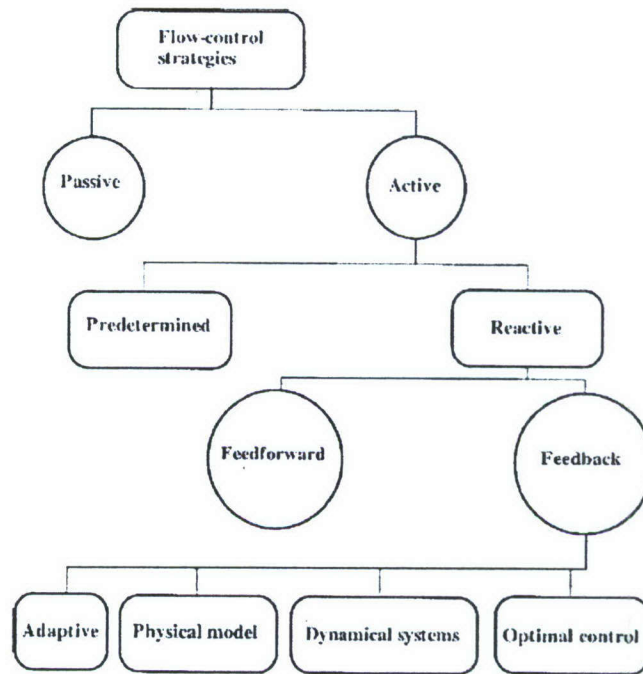 Flow-control
strategies
Passive
Active
Predetermined
Reactive
Feedforward
Feedback
Adaptive
Physical model
Dynamical systems
Optimal control